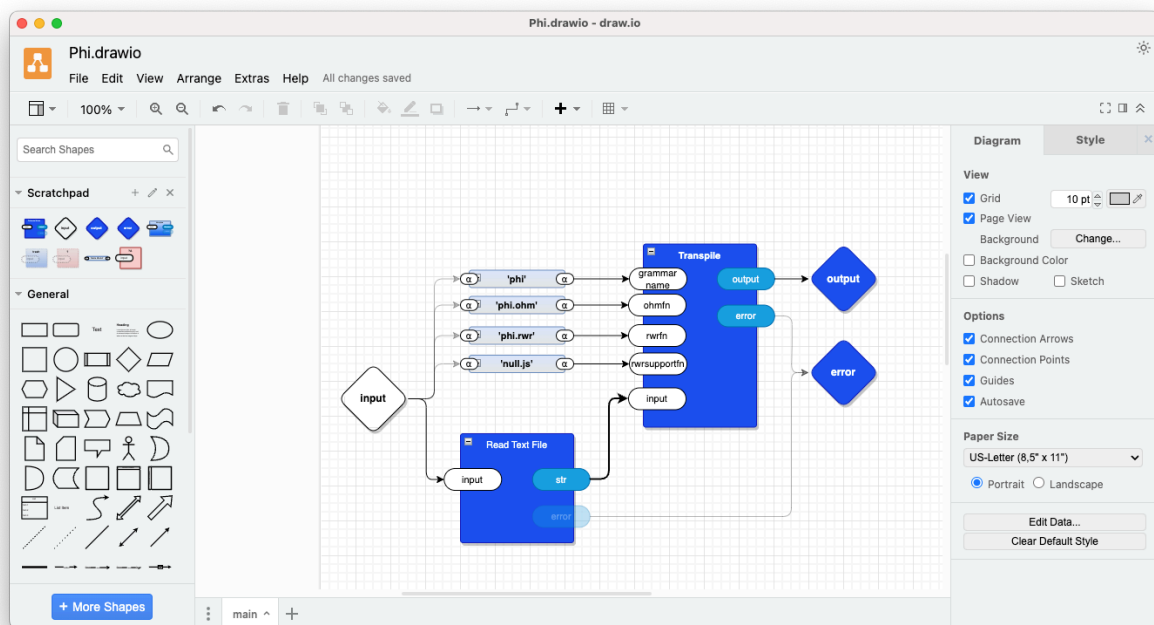 Phi.drawio - draw.io
Phi.drawio
File Edit View Arrange Extras Help All changes saved
100%
Search Shapes
Scratchpad
General
Text
Heading
List Item
+ More Shapes
input
α 'phi' α
α 'phi.ohm' α
α 'phi.rwr' α
α 'null.js' α
Transpile
grammar
name
output
ohmfn
error
rwrfn
rwrsupportfn
input
output
error
Read Text File
input
str
error
main
Diagram Style
View
Grid 10 pt
Page View
Background Change...
Background Color
Shadow Sketch
Options
Connection Arrows
Connection Points
Guides
Autosave
Paper Size
US-Letter (8,5" x 11")
Portrait Landscape
Edit Data...
Clear Default Style